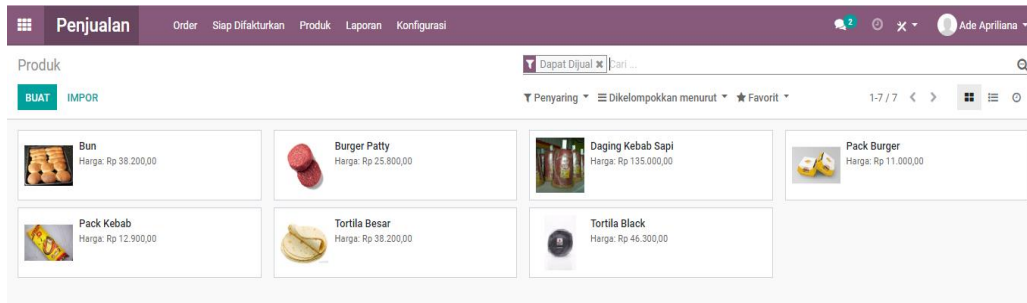 Penjualan Order Siap Difakturkan Produk Laporan Konfigurasi 2 Ade Apriliana
Produk Dapat Dijual Cari ...
BUAT IMPOR Penyaring Dikelompokkan menurut Favorit 1-7 / 7
Bun
Harga: Rp 38.200,00
Burger Patty
Harga: Rp 25.800,00
Daging Kebab Sapi
Harga: Rp 135.000,00
Pack Burger
Harga: Rp 11.000,00
Pack Kebab
Harga: Rp 12.900,00
Tortila Besar
Harga: Rp 38.200,00
Tortila Black
Harga: Rp 46.300,00